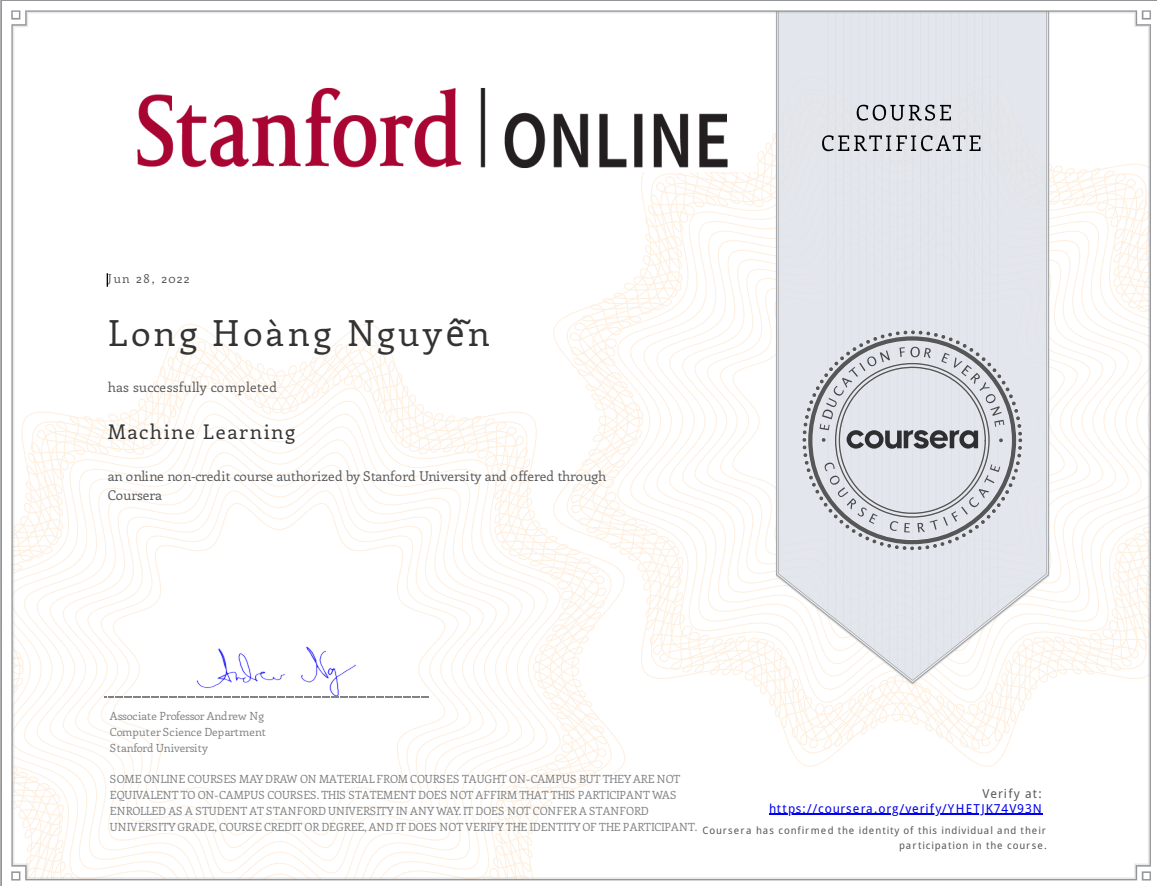 Stanford | ONLINE
COURSE
CERTIFICATE
Jun 28, 2022
Long Hoàng Nguyễn
has successfully completed
Machine Learning
an online non-credit course authorized by Stanford University and offered through
Coursera
EDUCATION FOR EVERYONE
coursera
COURSE CERTIFICATE
Andrew Ng
Associate Professor Andrew Ng
Computer Science Department
Stanford University
SOME ONLINE COURSES MAY DRAW ON MATERIAL FROM COURSES TAUGHT ON-CAMPUS BUT THEY ARE NOT
EQUIVALENT TO ON-CAMPUS COURSES. THIS STATEMENT DOES NOT AFFIRM THAT THIS PARTICIPANT WAS
ENROLLED AS A STUDENT AT STANFORD UNIVERSITY IN ANY WAY. IT DOES NOT CONFER A STANFORD
UNIVERSITY GRADE, COURSE CREDIT OR DEGREE, AND IT DOES NOT VERIFY THE IDENTITY OF THE PARTICIPANT.
Verify at:
https://coursera.org/verify/YHETJK74V93N
Coursera has confirmed the identity of this individual and their
participation in the course.